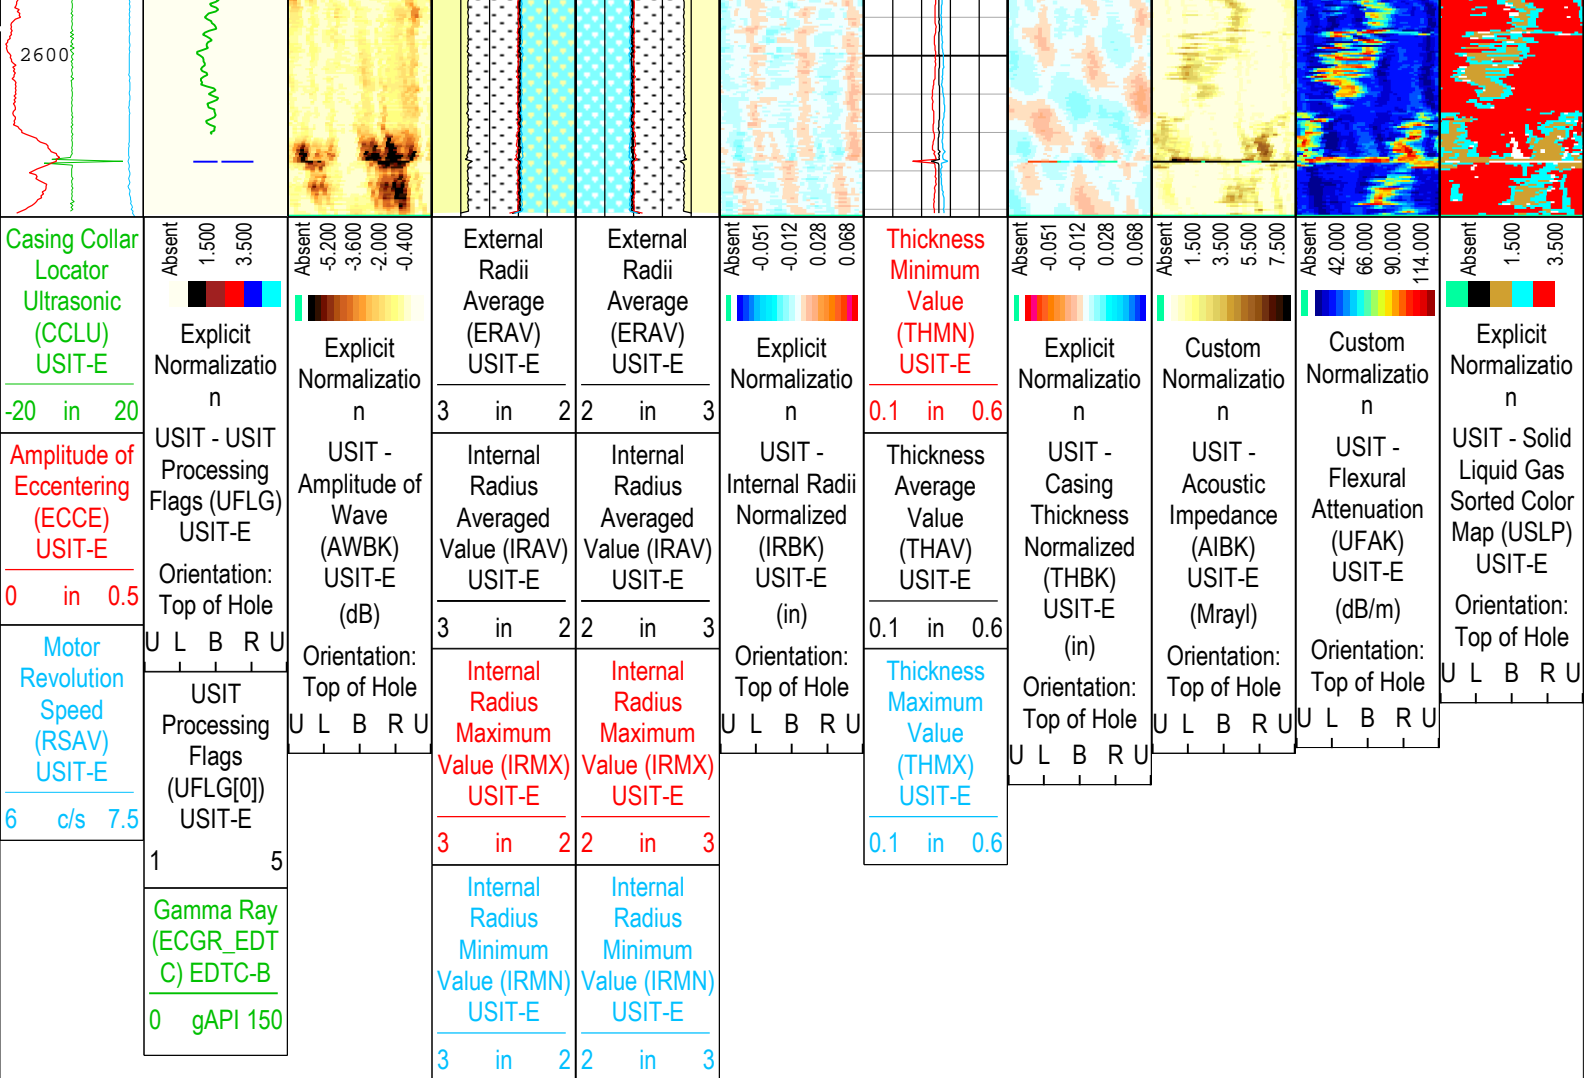 2600
Casing Collar
Locator
Ultrasonic
(CCLU)
USIT-E
-20 in 20
Amplitude of
Eccentering
(ECCE)
USIT-E
0 in 0.5
Motor
Revolution
Speed
(RSAV)
USIT-E
6 c/s 7.5
Absent
1.500
3.500
Explicit
Normalizatio
n
USIT - USIT
Processing
Flags (UFLG)
USIT-E
Orientation:
Top of Hole
U L B R U
USIT
Processing
Flags
(UFLG[0])
USIT-E
1 5
Gamma Ray
(ECGR_EDT
C) EDTC-B
0 gAPI 150
Absent
-5.200
-3.600
-2.000
-0.400
Explicit
Normalizatio
n
USIT -
Amplitude of
Wave
(AWBK)
USIT-E
(dB)
Orientation:
Top of Hole
U L B R U
External
Radii
Average
(ERAV)
USIT-E
3 in 2
Internal
Radius
Averaged
Value (IRAV)
USIT-E
3 in 2
Internal
Radius
Maximum
Value (IRMX)
USIT-E
3 in 2
Internal
Radius
Minimum
Value (IRMN)
USIT-E
3 in 2
External
Radii
Average
(ERAV)
USIT-E
2 in 3
Internal
Radius
Averaged
Value (IRAV)
USIT-E
2 in 3
Internal
Radius
Maximum
Value (IRMX)
USIT-E
2 in 3
Internal
Radius
Minimum
Value (IRMN)
USIT-E
2 in 3
Absent
-0.051
-0.012
0.028
0.068
Explicit
Normalizatio
n
USIT -
Internal Radii
Normalized
(IRBK)
USIT-E
(in)
Orientation:
Top of Hole
U L B R U
Thickness
Minimum
Value
(THMN)
USIT-E
0.1 in 0.6
Thickness
Average
Value
(THAV)
USIT-E
0.1 in 0.6
Thickness
Maximum
Value
(THMX)
USIT-E
0.1 in 0.6
Absent
-0.051
-0.012
0.028
0.068
Explicit
Normalizatio
n
USIT -
Casing
Thickness
Normalized
(THBK)
USIT-E
(in)
Orientation:
Top of Hole
U L B R U
Absent
1.500
3.500
5.500
7.500
Custom
Normalizatio
n
USIT -
Acoustic
Impedance
(AIBK)
USIT-E
(Mrayl)
Orientation:
Top of Hole
U L B R U
Absent
42.000
66.000
90.000
114.000
Custom
Normalizatio
n
USIT -
Flexural
Attenuation
(UFAK)
USIT-E
(dB/m)
Orientation:
Top of Hole
U L B R U
Absent
1.500
3.500
Explicit
Normalizatio
n
USIT - Solid
Liquid Gas
Sorted Color
Map (USLP)
USIT-E
Orientation:
Top of Hole
U L B R U